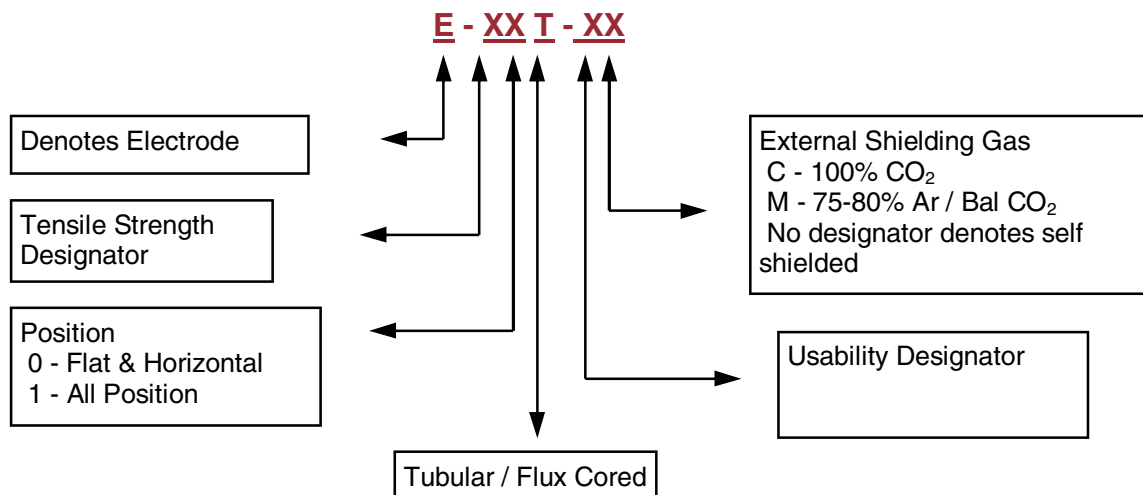 E - XX T - XX
Denotes Electrode
Tensile Strength
Designator
Position
0 - Flat & Horizontal
1 - All Position
Tubular / Flux Cored
External Shielding Gas
C - 100% CO₂
M - 75-80% Ar / Bal CO₂
No designator denotes self
shielded
Usability Designator